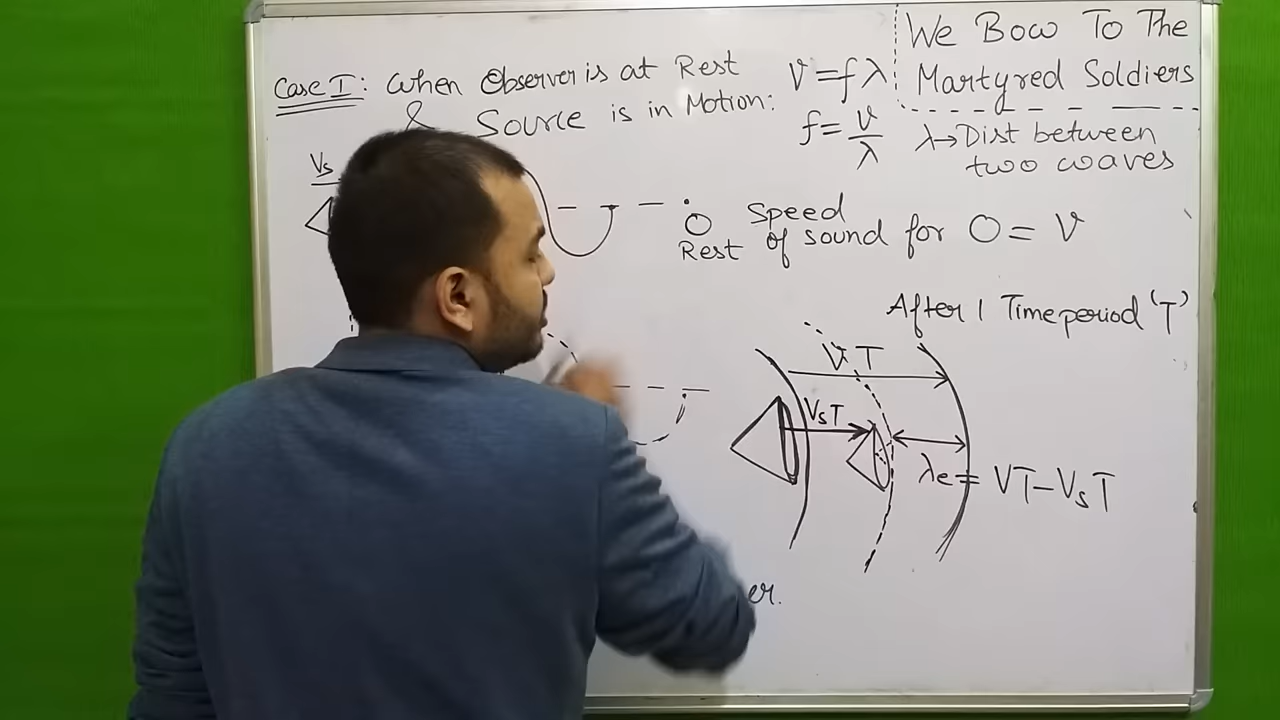 Case I: When Observer is at Rest
& Source is in Motion:
V = fλ
f = V/λ
We Bow To The
Martyred Soldiers
λ→Dist between
two waves
Vs
O
Rest
Speed
of sound for O = V
After 1 Timeperiod 'T'
VT
VsT
λe = VT-VsT